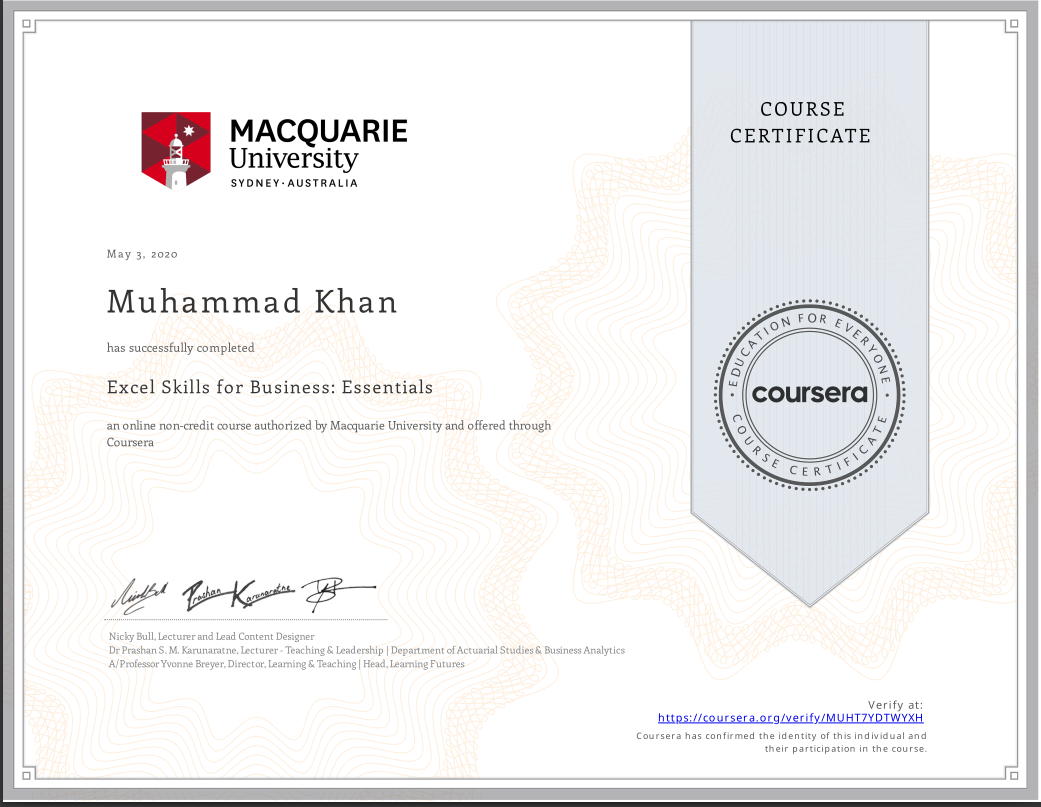 MACQUARIE
University
SYDNEY·AUSTRALIA
COURSE
CERTIFICATE
May 3, 2020
Muhammad Khan
has successfully completed
Excel Skills for Business: Essentials
an online non-credit course authorized by Macquarie University and offered through
Coursera
EDUCATION FOR EVERYONE
coursera
COURSE CERTIFICATE
Prashan Karunaratne
Nicky Bull, Lecturer and Lead Content Designer
Dr Prashan S. M. Karunaratne, Lecturer - Teaching & Leadership | Department of Actuarial Studies & Business Analytics
A/Professor Yvonne Breyer, Director, Learning & Teaching | Head, Learning Futures
Verify at:
https://coursera.org/verify/MUHT7YDTWYXH
Coursera has confirmed the identity of this individual and
their participation in the course.